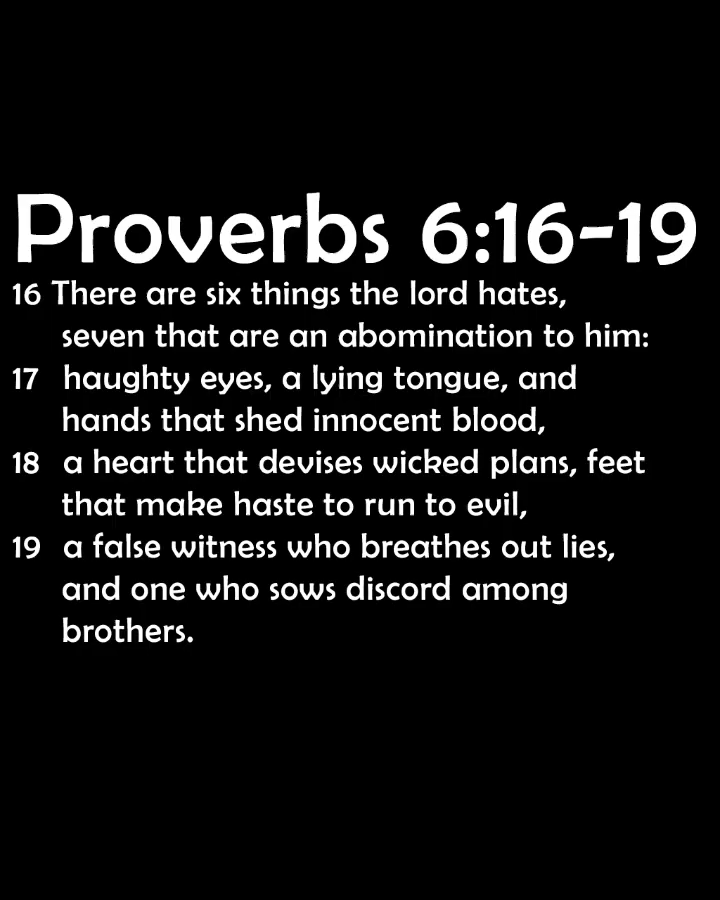 Proverbs 6:16-19
16 There are six things the lord hates,
seven that are an abomination to him:
17 haughty eyes, a lying tongue, and
hands that shed innocent blood,
18 a heart that devises wicked plans, feet
that make haste to run to evil,
19 a false witness who breathes out lies,
and one who sows discord among
brothers.